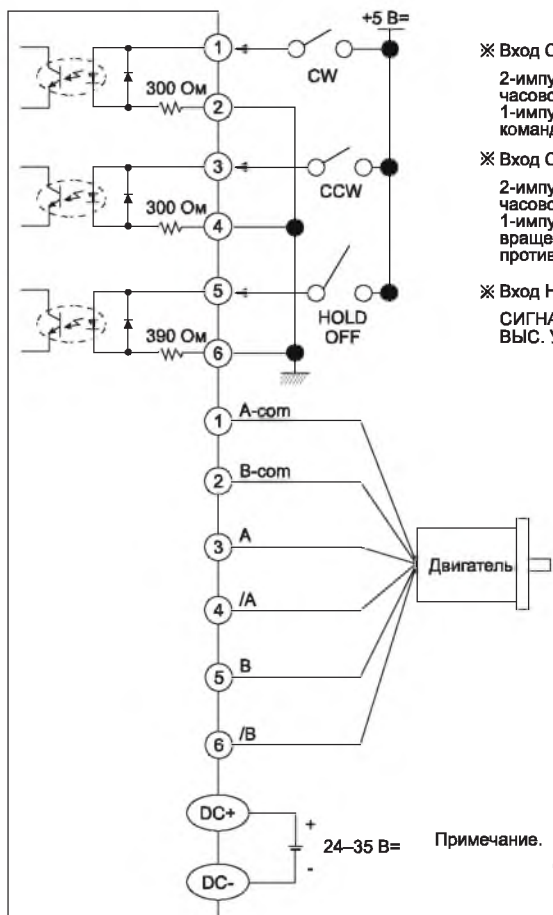 +5 В=
1
CW
300 Ом
2
3
CCW
300 Ом
4
5
HOLD
OFF
390 Ом
6
※ Вход
2-импу
часово
1-импу
команд
※ Вход
2-импу
часово
1-импу
враще
против
※ Вход
СИГНА
ВЫС.
1 A-com
2 B-com
3 A
4 /A
5 B
6 /B
Двигатель
DC+
+
24–35 В=
-
DC-
Примечание.